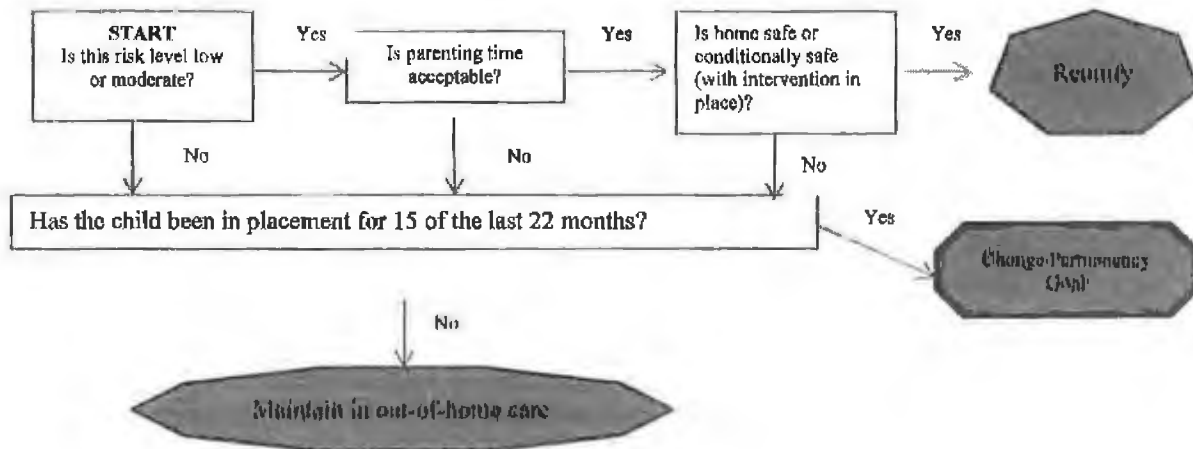 START
Is this risk level low
or moderate?
Yes
Is parenting time
acceptable?
Yes
Is home safe or
conditionally safe
(with intervention in
place)?
Yes
Reunify
No
No
No
Has the child been in placement for 15 of the last 22 months?
Yes
Change Permanency
Goal
No
Maintain in out-of-home care